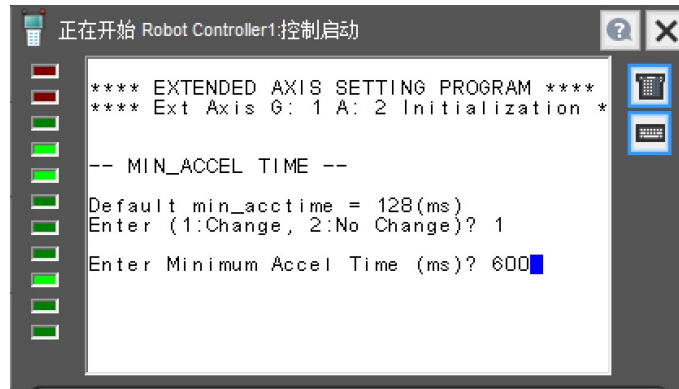 正在开始 Robot Controller1:控制启动
**** EXTENDED AXIS SETTING PROGRAM ****
**** Ext Axis G: 1 A: 2 Initialization *
-- MIN_ACCEL TIME --
Default min_acctime = 128(ms)
Enter (1:Change, 2:No Change)? 1
Enter Minimum Accel Time (ms)? 600